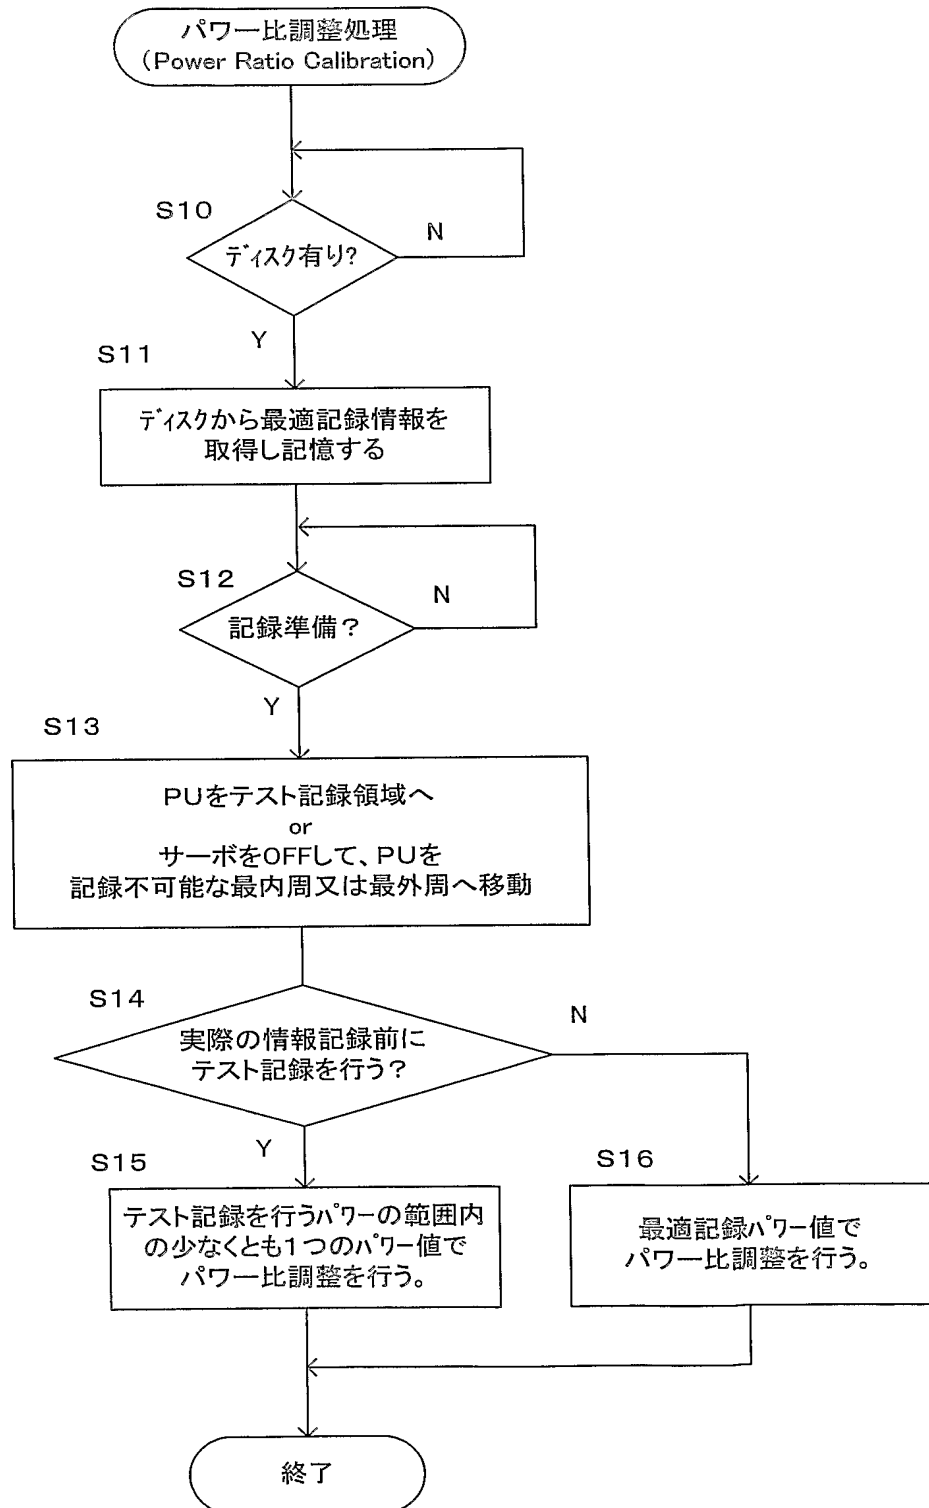 パワー比調整処理
(Power Ratio Calibration)
S10
ディスク有り?
N
Y
S11
ディスクから最適記録情報を
取得し記憶する
S12
記録準備？
N
Y
S13
PUをテスト記録領域へ
or
サーボをOFFして、PUを
記録不可能な最内周又は最外周へ移動
S14
実際の情報記録前に
テスト記録を行う？
N
Y
S15
テスト記録を行うパワーの範囲内
の少なくとも1つのパワー値で
パワー比調整を行う。
S16
最適記録パワー値で
パワー比調整を行う。
終了